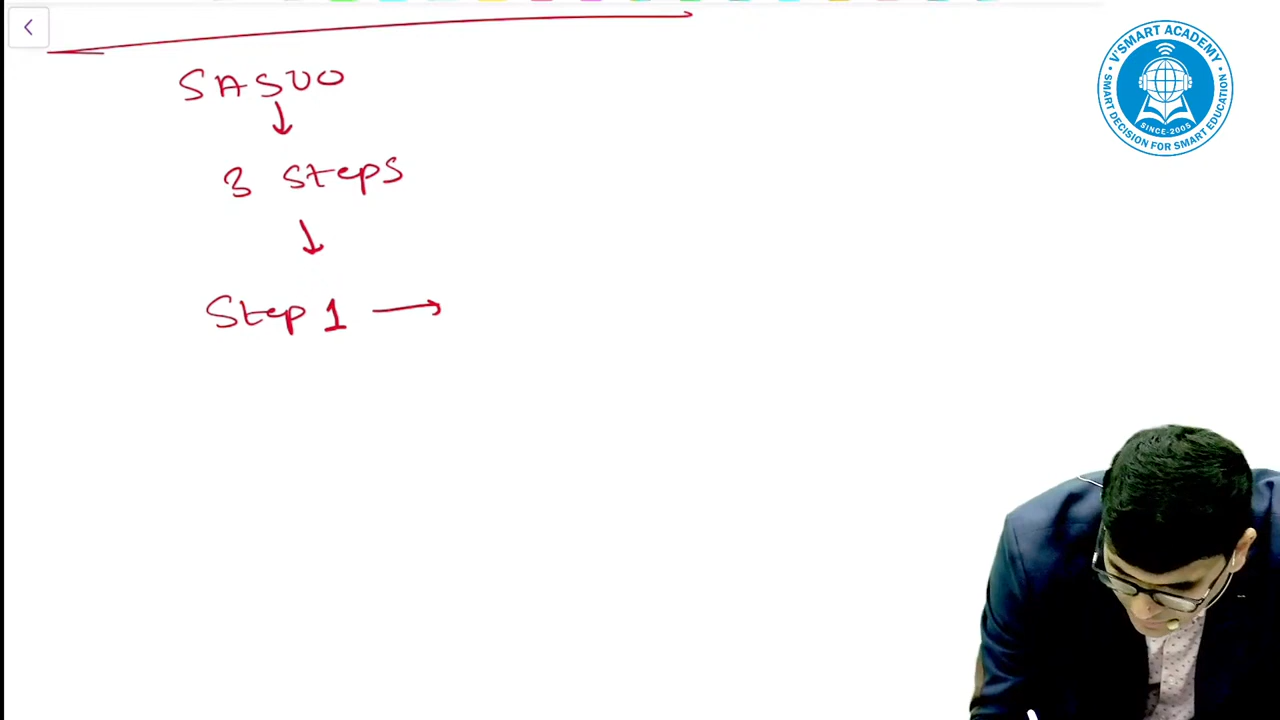 SASUO
3 Steps
Step 1
V'SMART ACADEMY
SINCE-2005
SMART DECISION FOR SMART EDUCATION